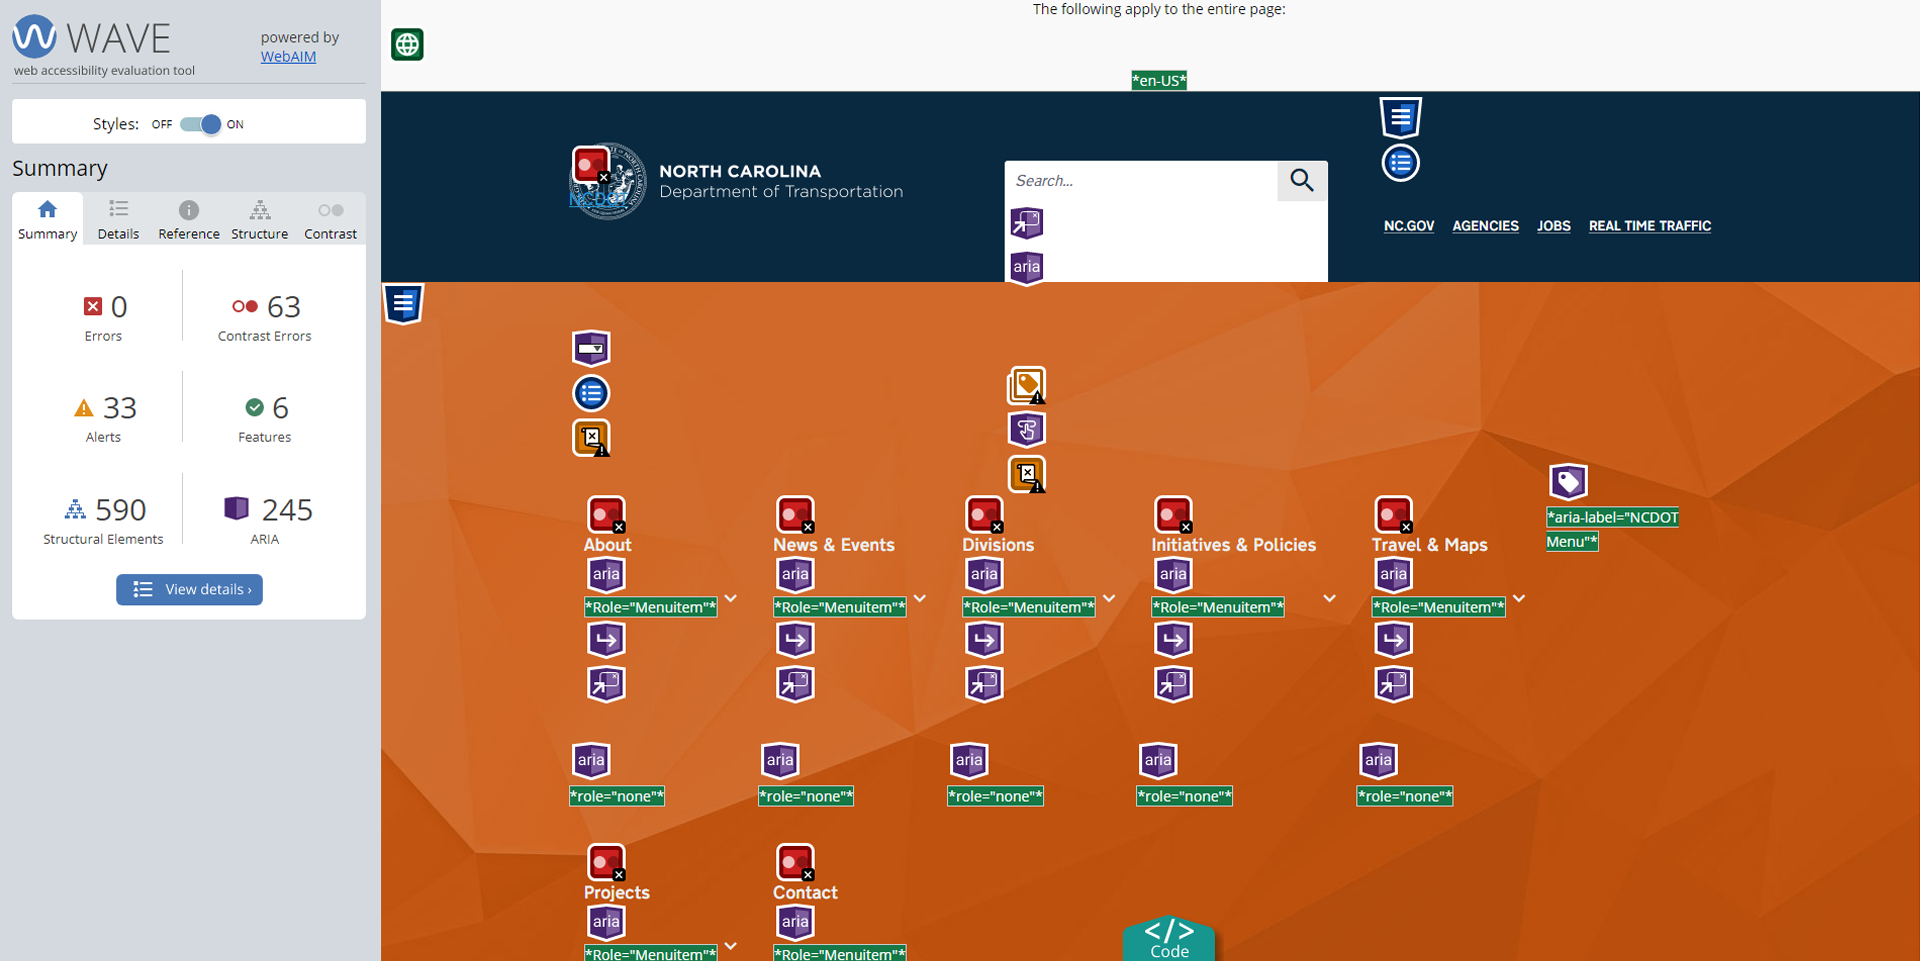 WAVE
powered by
WebAIM
web accessibility evaluation tool
Styles: OFF ON
Summary
Summary Details Reference Structure Contrast
0
Errors
63
Contrast Errors
33
Alerts
6
Features
590
Structural Elements
245
ARIA
View details ›
The following apply to the entire page:
*en-US*
NORTH CAROLINA
Department of Transportation
NCDOT
Search...
aria
NC.GOV AGENCIES JOBS REAL TIME TRAFFIC
*aria-label="NCDOT
Menu"*
About News & Events Divisions Initiatives & Policies Travel & Maps
aria aria aria aria aria
*Role="Menuitem"* *Role="Menuitem"* *Role="Menuitem"* *Role="Menuitem"* *Role="Menuitem"*
aria aria aria aria aria
*role="none"* *role="none"* *role="none"* *role="none"* *role="none"*
Projects Contact
aria aria
*Role="Menuitem"* *Role="Menuitem"*
</>
Code